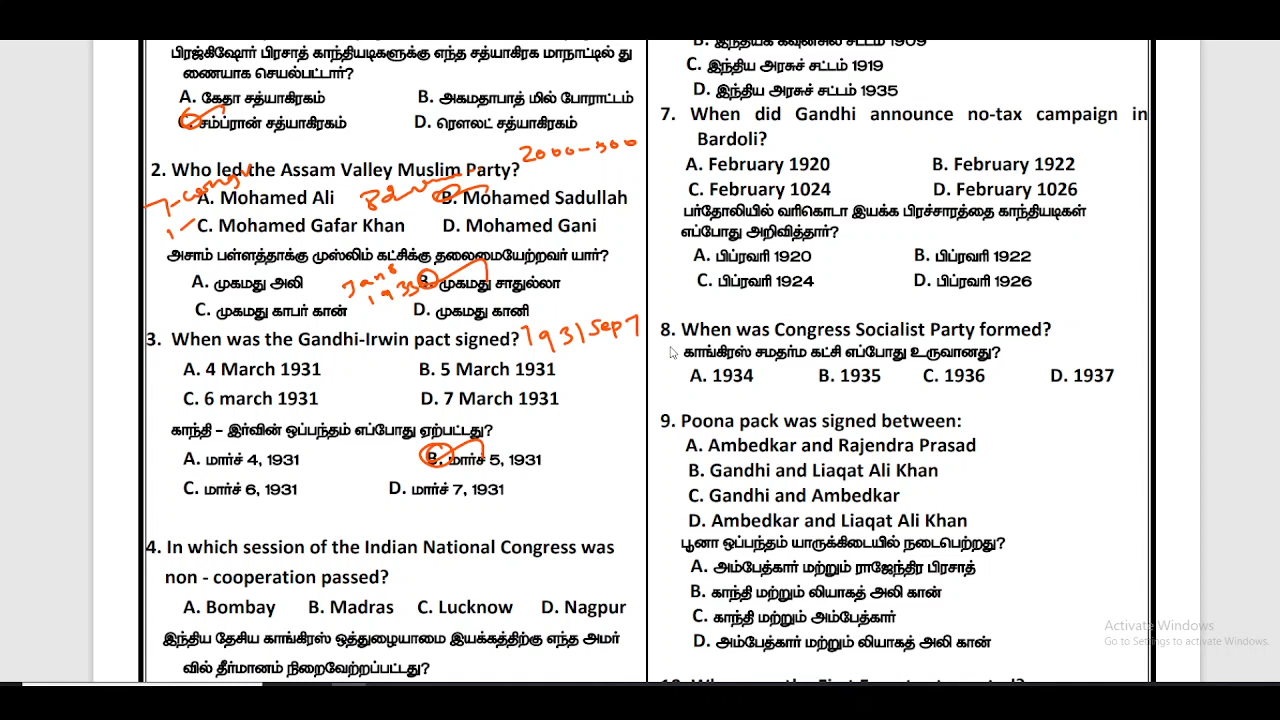 பிரஜ்கிஷோர் பிரசாத் காந்தியடிகளுக்கு எந்த சத்யாகிரக மாநாட்டில் து
ணையாக செயல்பட்டார்?
A. கேதா சத்யாகிரகம் B. அகமதாபாத் மில் போராட்டம்
C. சம்ப்ரான் சத்யாகிரகம் D. ரௌலட் சத்யாகிரகம்
2000-500
2. Who led the Assam Valley Muslim Party?
A. Mohamed Ali B. Mohamed Sadullah
C. Mohamed Gafar Khan D. Mohamed Gani
அசாம் பள்ளத்தாக்கு முஸ்லிம் கட்சிக்கு தலைமையேற்றவர் யார்?
A. முகமது அலி B. முகமது சாதுல்லா
1933
C. முகமது காபர் கான் D. முகமது கானி
3. When was the Gandhi-Irwin pact signed? 1931 Sep 7
A. 4 March 1931 B. 5 March 1931
C. 6 march 1931 D. 7 March 1931
காந்தி – இர்வின் ஒப்பந்தம் எப்போது ஏற்பட்டது?
A. மார்ச் 4, 1931 B. மார்ச் 5, 1931
C. மார்ச் 6, 1931 D. மார்ச் 7, 1931
4. In which session of the Indian National Congress was
non - cooperation passed?
A. Bombay B. Madras C. Lucknow D. Nagpur
இந்திய தேசிய காங்கிரஸ் ஒத்துழையாமை இயக்கத்திற்கு எந்த அமர்
வில் தீர்மானம் நிறைவேற்றப்பட்டது?
B. இந்தியக் கவுன்சில் சட்டம் 1909
C. இந்திய அரசுச் சட்டம் 1919
D. இந்திய அரசுச் சட்டம் 1935
7. When did Gandhi announce no-tax campaign in
Bardoli?
A. February 1920 B. February 1922
C. February 1024 D. February 1026
பர்தோலியில் வரிகொடா இயக்க பிரச்சாரத்தை காந்தியடிகள்
எப்போது அறிவித்தார்?
A. பிப்ரவரி 1920 B. பிப்ரவரி 1922
C. பிப்ரவரி 1924 D. பிப்ரவரி 1926
8. When was Congress Socialist Party formed?
காங்கிரஸ் சமதர்ம கட்சி எப்போது உருவானது?
A. 1934 B. 1935 C. 1936 D. 1937
9. Poona pack was signed between:
A. Ambedkar and Rajendra Prasad
B. Gandhi and Liaqat Ali Khan
C. Gandhi and Ambedkar
D. Ambedkar and Liaqat Ali Khan
பூனா ஒப்பந்தம் யாருக்கிடையில் நடைபெற்றது?
A. அம்பேத்கார் மற்றும் ராஜேந்திர பிரசாத்
B. காந்தி மற்றும் லியாகத் அலி கான்
C. காந்தி மற்றும் அம்பேத்கார்
D. அம்பேத்கார் மற்றும் லியாகத் அலி கான்
Activate Windows
Go to Settings to activate Windows.